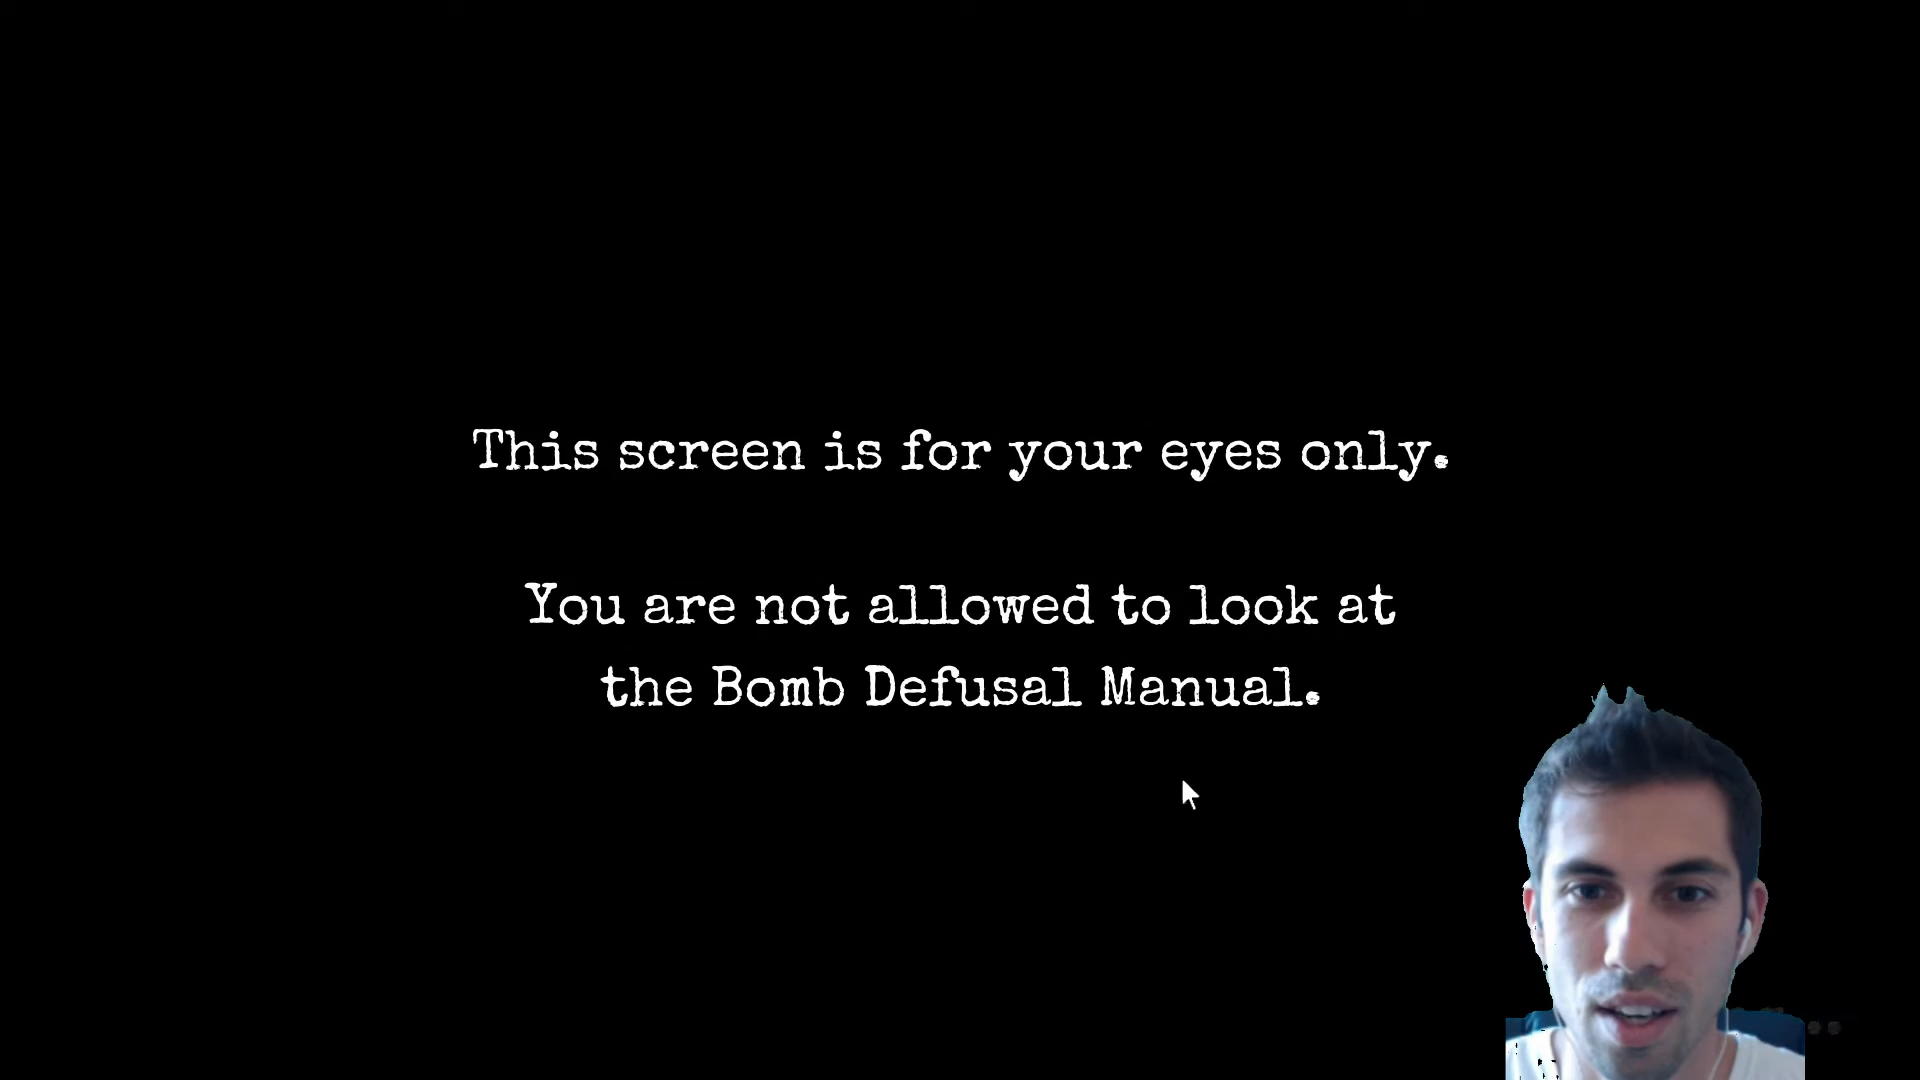 This screen is for your eyes only.
You are not allowed to look at
the Bomb Defusal Manual.